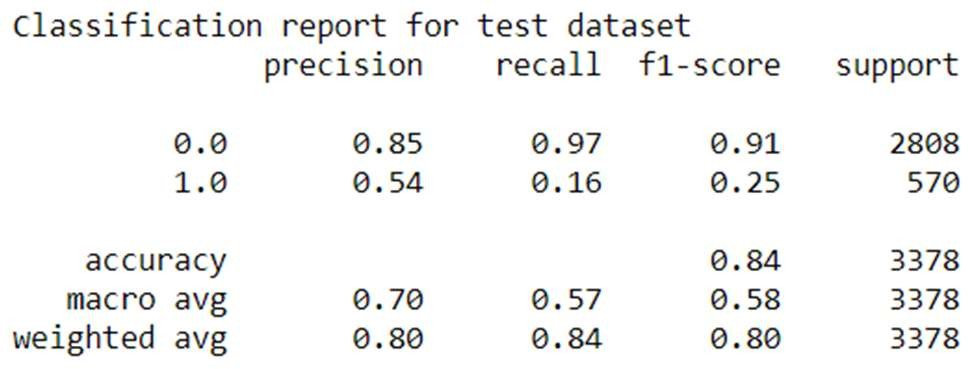 Classification report for test dataset
precision recall f1-score support
0.0 0.85 0.97 0.91 2808
1.0 0.54 0.16 0.25 570
accuracy 0.84 3378
macro avg 0.70 0.57 0.58 3378
weighted avg 0.80 0.84 0.80 3378